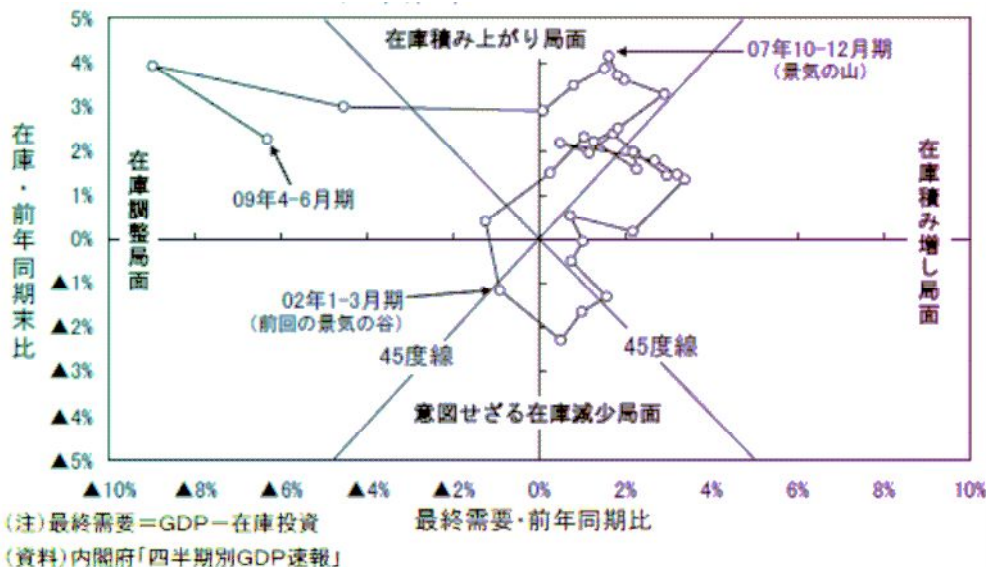 5%
4%
3%
2%
1%
0%
▲1%
▲2%
▲3%
▲4%
▲5%
在庫・前年同期末比
在庫積み上がり局面
07年10-12月期
(景気の山)
在庫調整局面
09年4-6月期
在庫積み増し局面
02年1-3月期
(前回の景気の谷)
45度線
45度線
意図せざる在庫減少局面
▲10% ▲8% ▲6% ▲4% ▲2% 0% 2% 4% 6% 8% 10%
最終需要・前年同期比
(注)最終需要=GDP-在庫投資
(資料)内閣府「四半期別GDP速報」